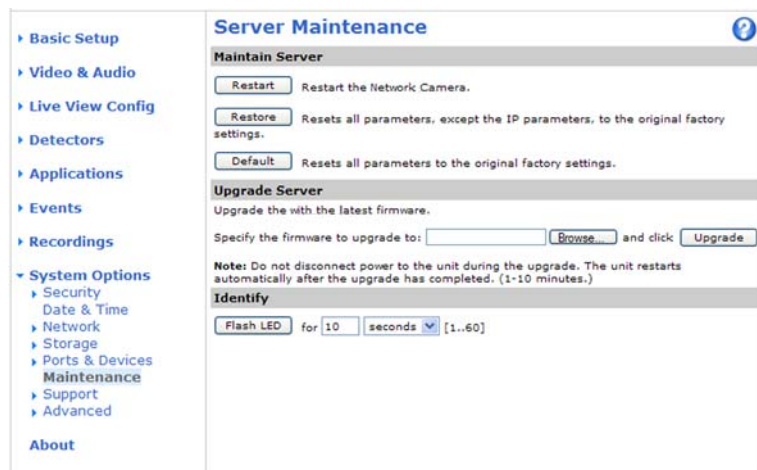 Basic Setup
Video & Audio
Live View Config
Detectors
Applications
Events
Recordings
System Options
Security
Date & Time
Network
Storage
Ports & Devices
Maintenance
Support
Advanced
About
Server Maintenance
?
Maintain Server
Restart Restart the Network Camera.
Restore Resets all parameters, except the IP parameters, to the original factory
settings.
Default Resets all parameters to the original factory settings.
Upgrade Server
Upgrade the with the latest firmware.
Specify the firmware to upgrade to: Browse... and click Upgrade
Note: Do not disconnect power to the unit during the upgrade. The unit restarts
automatically after the upgrade has completed. (1-10 minutes.)
Identify
Flash LED for 10 seconds [1..60]